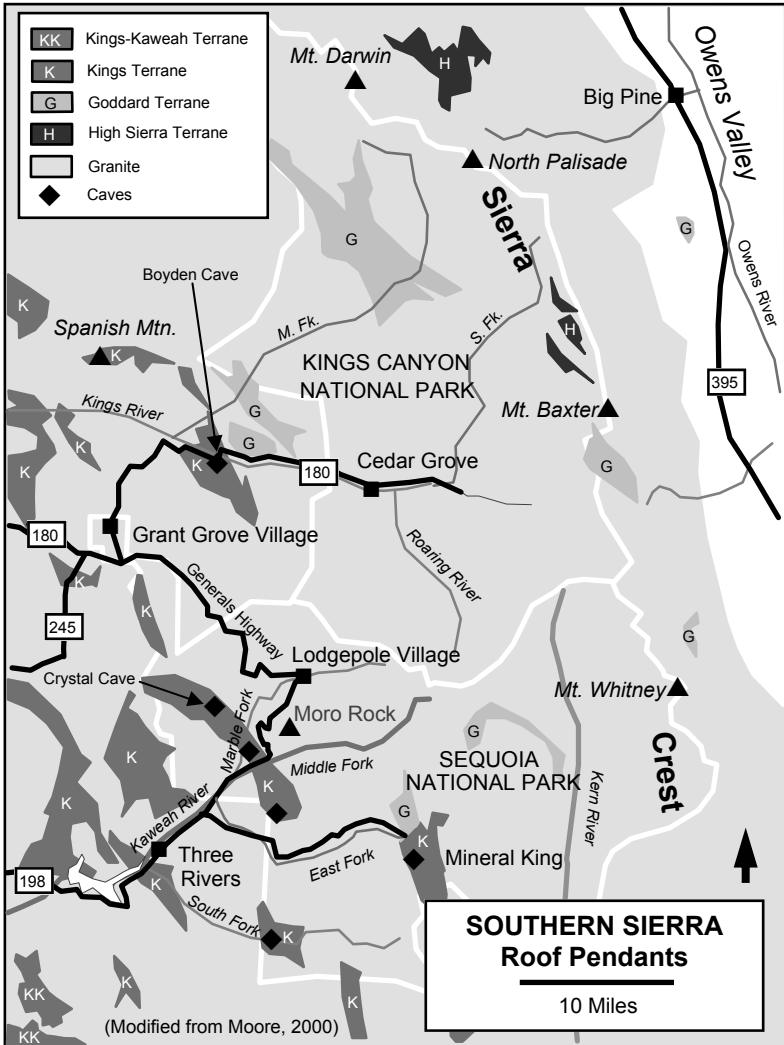 KK Kings-Kaweah Terrane
K Kings Terrane
G Goddard Terrane
H High Sierra Terrane
Granite
Caves
Mt. Darwin
H
Big Pine
Owens Valley
North Palisade
Sierra
G
G
Owens River
Boyden Cave
K
Spanish Mtn.
K
M. Fk.
S. Fk.
H
KINGS CANYON
NATIONAL PARK
395
Kings River
Mt. Baxter
G
G
K
K
K
180
Cedar Grove
G
180
Grant Grove Village
Roaring River
K
K
245
Generals Highway
Lodgepole Village
G
Crystal Cave
Mt. Whitney
K
Marble Fork
Moro Rock
G
SEQUOIA
NATIONAL PARK
Middle Fork
Kern River
Crest
K
K
K
Kaweah River
G
K
Mineral King
Three
Rivers
East Fork
198
K
South Fork
K
SOUTHERN SIERRA
Roof Pendants
10 Miles
KK
K
K
KK
(Modified from Moore, 2000)